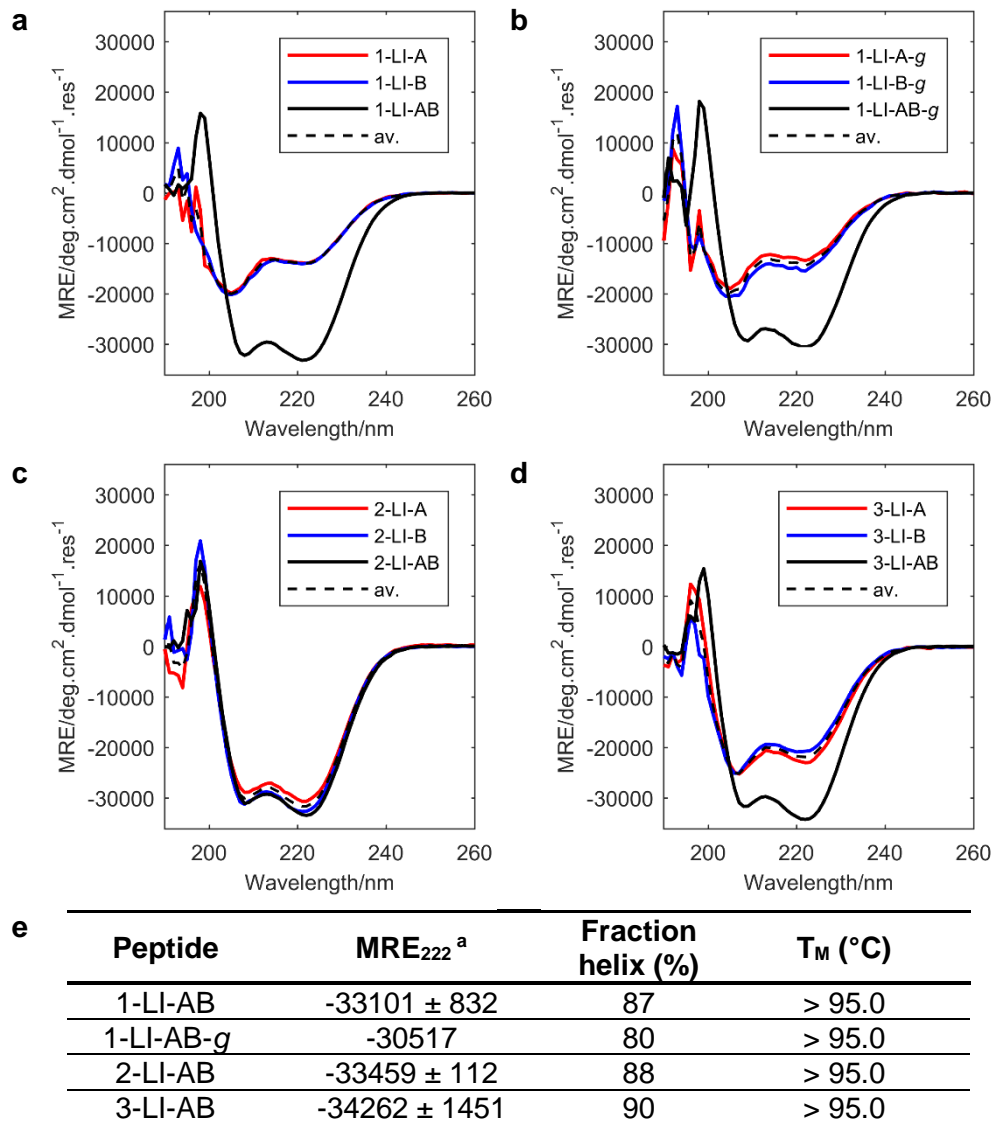 a
30000
20000
10000
0
-10000
-20000
-30000
MRE/deg.cm².dmol⁻¹.res⁻¹
200 220 240 260
Wavelength/nm
1-LI-A
1-LI-B
1-LI-AB
av.
b
30000
20000
10000
0
-10000
-20000
-30000
MRE/deg.cm².dmol⁻¹.res⁻¹
200 220 240 260
Wavelength/nm
1-LI-A-g
1-LI-B-g
1-LI-AB-g
av.
c
30000
20000
10000
0
-10000
-20000
-30000
MRE/deg.cm².dmol⁻¹.res⁻¹
200 220 240 260
Wavelength/nm
2-LI-A
2-LI-B
2-LI-AB
av.
d
30000
20000
10000
0
-10000
-20000
-30000
MRE/deg.cm².dmol⁻¹.res⁻¹
200 220 240 260
Wavelength/nm
3-LI-A
3-LI-B
3-LI-AB
av.
e
Peptide MRE₂₂₂ ᵃ Fraction helix (%) T_M (°C)
1-LI-AB -33101 ± 832 87 > 95.0
1-LI-AB-g -30517 80 > 95.0
2-LI-AB -33459 ± 112 88 > 95.0
3-LI-AB -34262 ± 1451 90 > 95.0